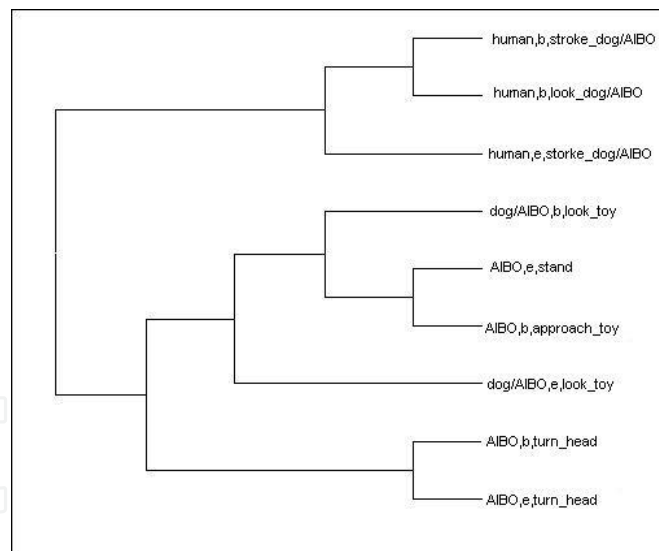 human,b,stroke_dog/AIBO
human,b,look_dog/AIBO
human,e,storke_dog/AIBO
dog/AIBO,b,look_toy
AIBO,e,stand
AIBO,b,approach_toy
dog/AIBO,e,look_toy
AIBO,b,turn_head
AIBO,e,turn_head